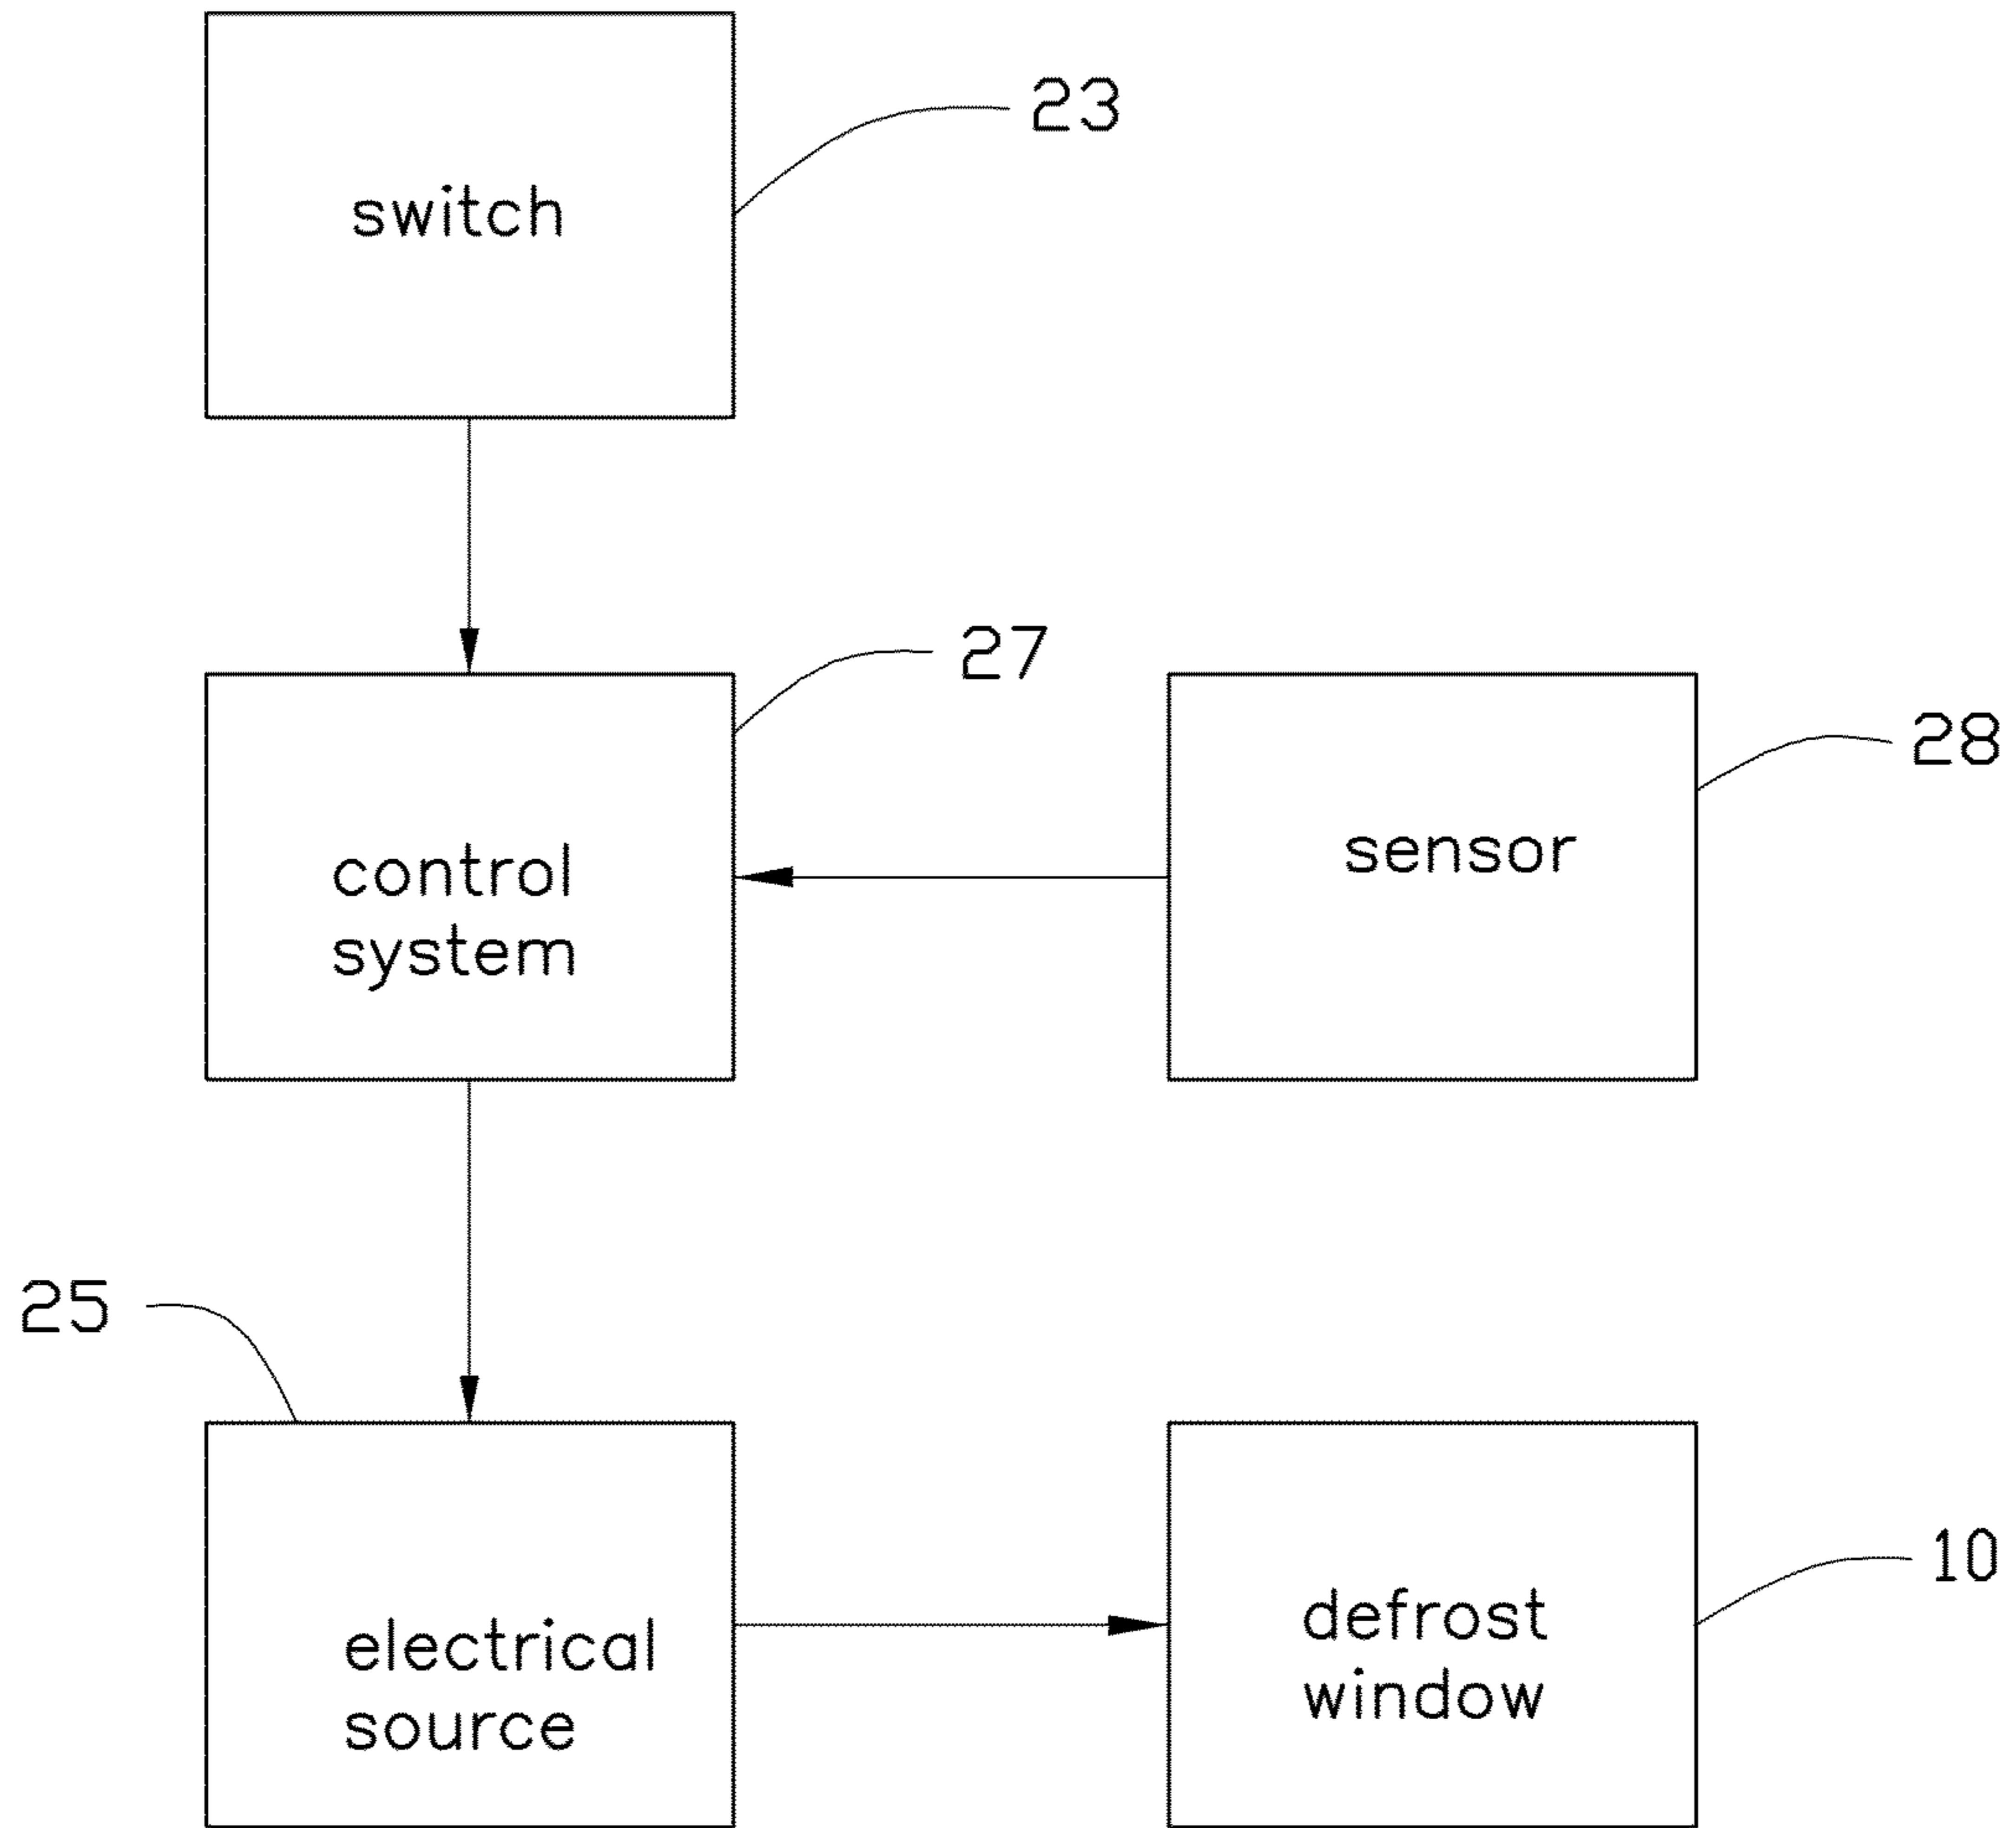 switch
23
control
system
27
sensor
28
25
electrical
source
defrost
window
10